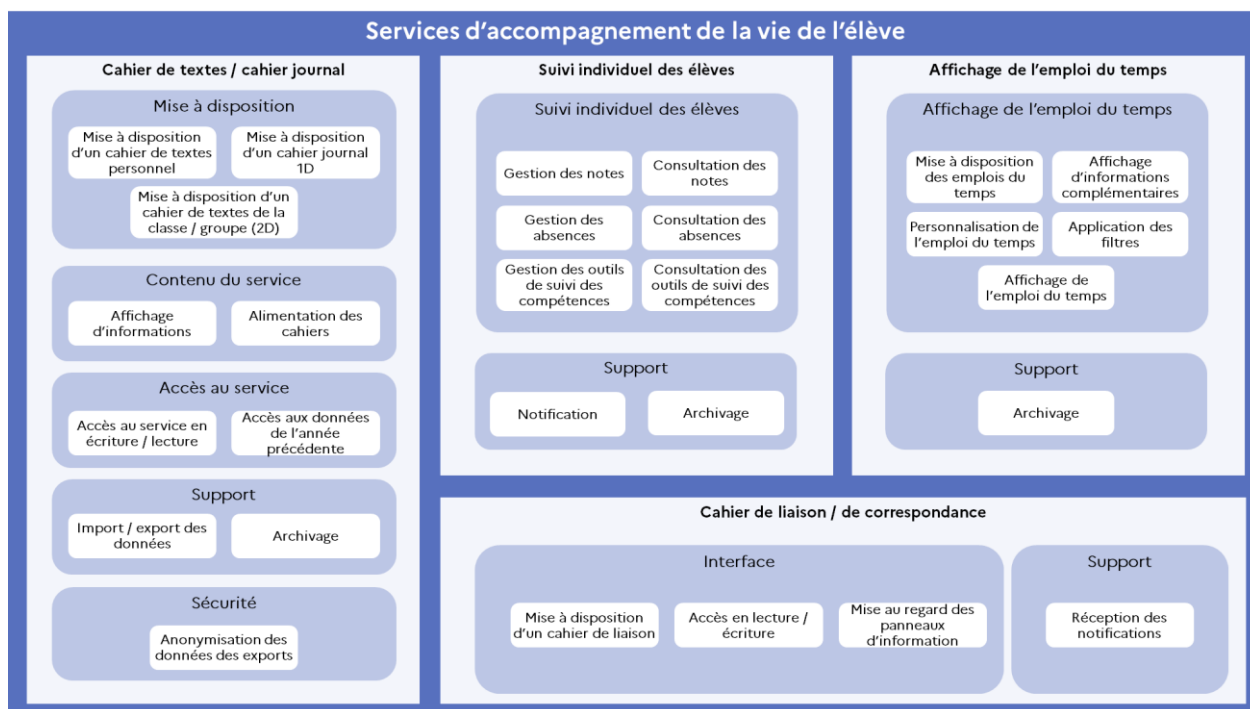 Services d'accompagnement de la vie de l'élève
Cahier de textes / cahier journal
Mise à disposition
Mise à disposition
d'un cahier de textes
personnel
Mise à disposition
d'un cahier journal
1D
Mise à disposition d'un
cahier de textes de la
classe / groupe (2D)
Contenu du service
Affichage
d'informations
Alimentation des
cahiers
Accès au service
Accès au service en
écriture / lecture
Accès aux données
de l'année
précédente
Support
Import / export des
données
Archivage
Sécurité
Anonymisation des
données des exports
Suivi individuel des élèves
Suivi individuel des élèves
Gestion des notes
Consultation des
notes
Gestion des
absences
Consultation des
absences
Gestion des outils
de suivi des
compétences
Consultation des
outils de suivi des
compétences
Support
Notification
Archivage
Affichage de l'emploi du temps
Affichage de l'emploi du temps
Mise à disposition
des emplois du
temps
Affichage
d'informations
complémentaires
Personnalisation de
l'emploi du temps
Application des
filtres
Affichage de
l'emploi du temps
Support
Archivage
Cahier de liaison / de correspondance
Interface
Mise à disposition
d'un cahier de liaison
Accès en lecture /
écriture
Mise au regard des
panneaux
d'information
Support
Réception des
notifications